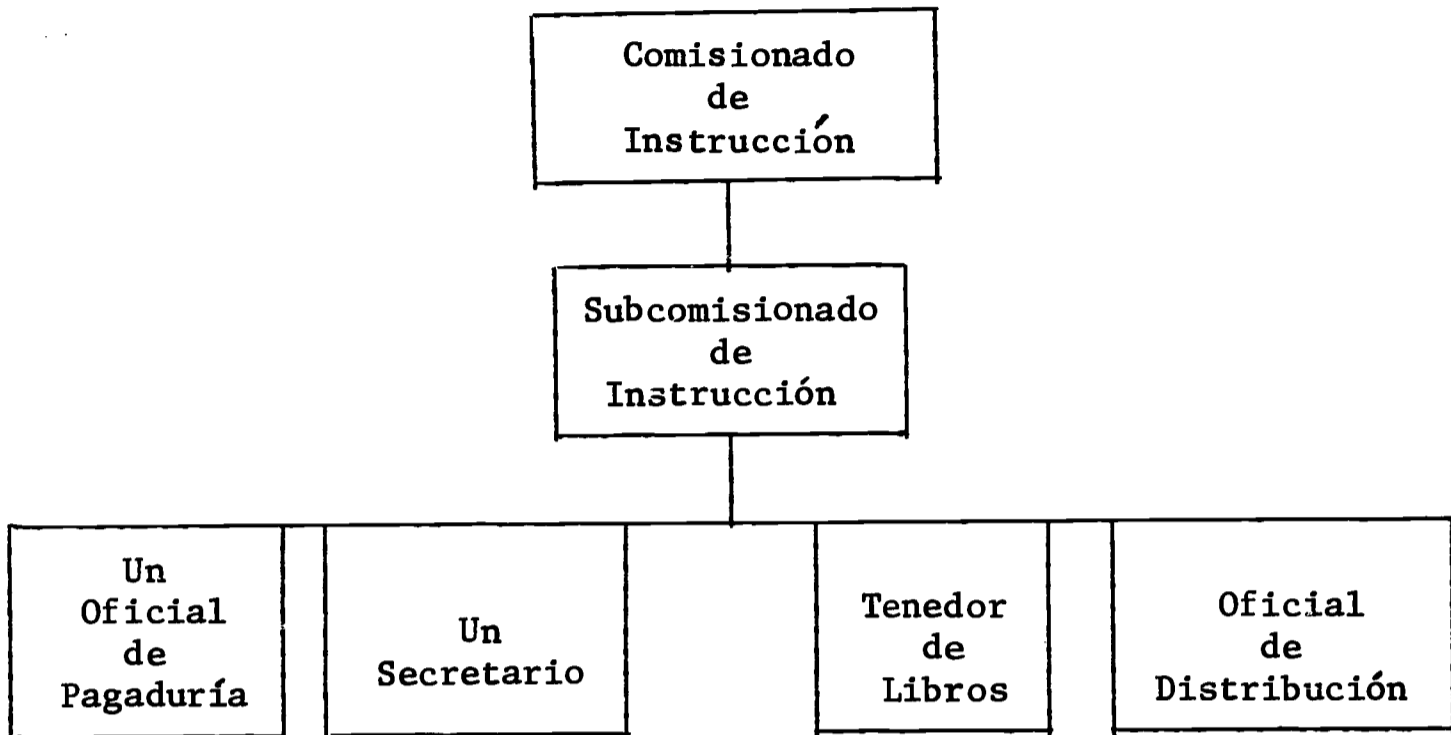 Comisionado
de
Instrucción
Subcomisionado
de
Instrucción
Un
Oficial
de
Pagaduría
Un
Secretario
Tenedor
de
Libros
Oficial
de
Distribución